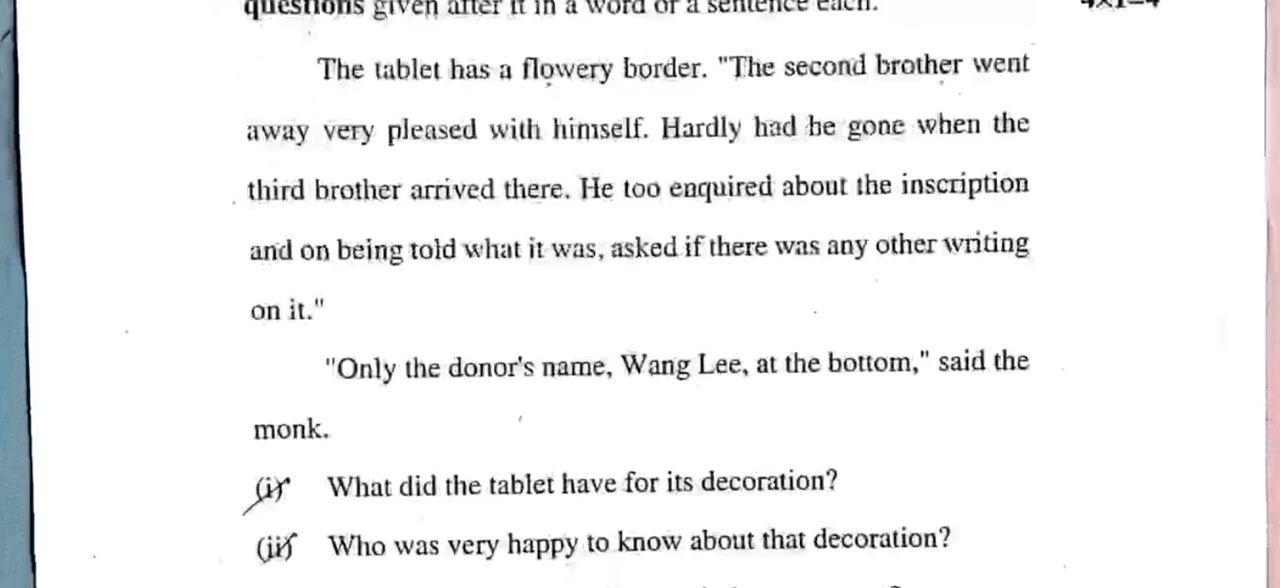 questions given after it in a word or a sentence each. 4×1=4
The tablet has a flowery border. "The second brother went
away very pleased with himself. Hardly had he gone when the
third brother arrived there. He too enquired about the inscription
and on being told what it was, asked if there was any other writing
on it."
"Only the donor's name, Wang Lee, at the bottom," said the
monk.
(i) What did the tablet have for its decoration?
(ii) Who was very happy to know about that decoration?